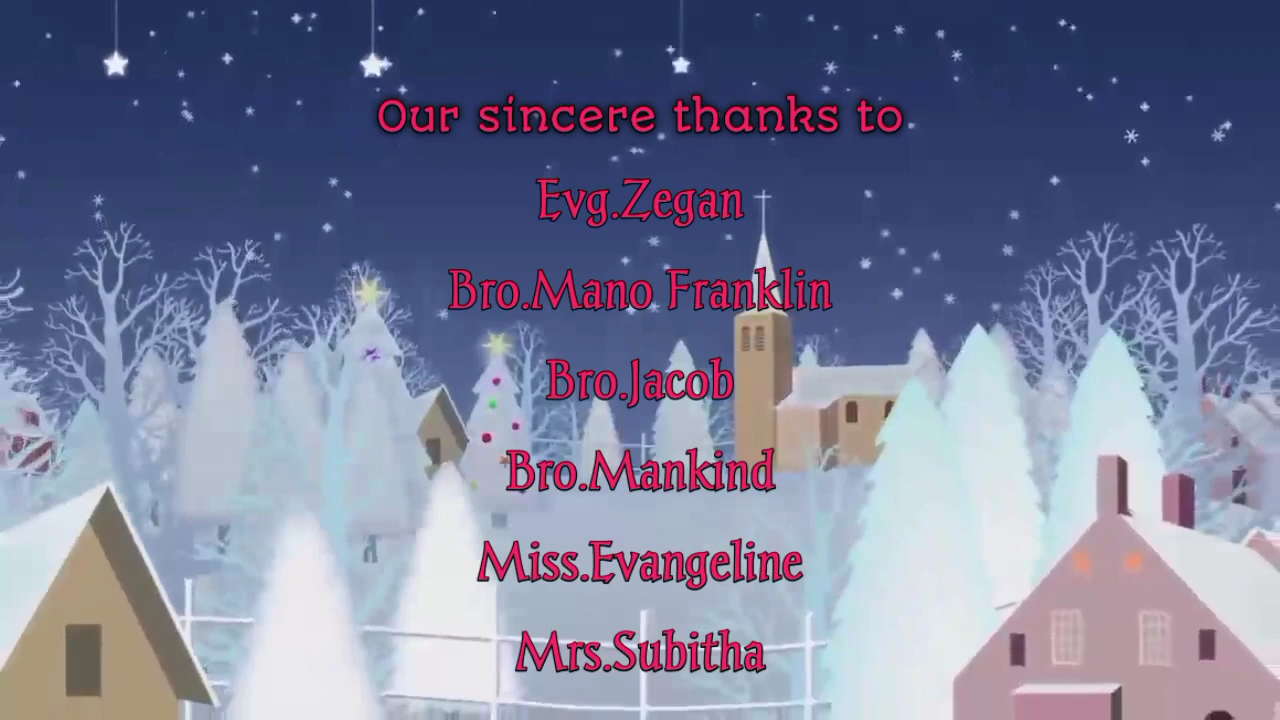 Our sincere thanks to
Evg.Zegan
Bro.Mano Franklin
Bro.Jacob
Bro.Mankind
Miss.Evangeline
Mrs.Subitha